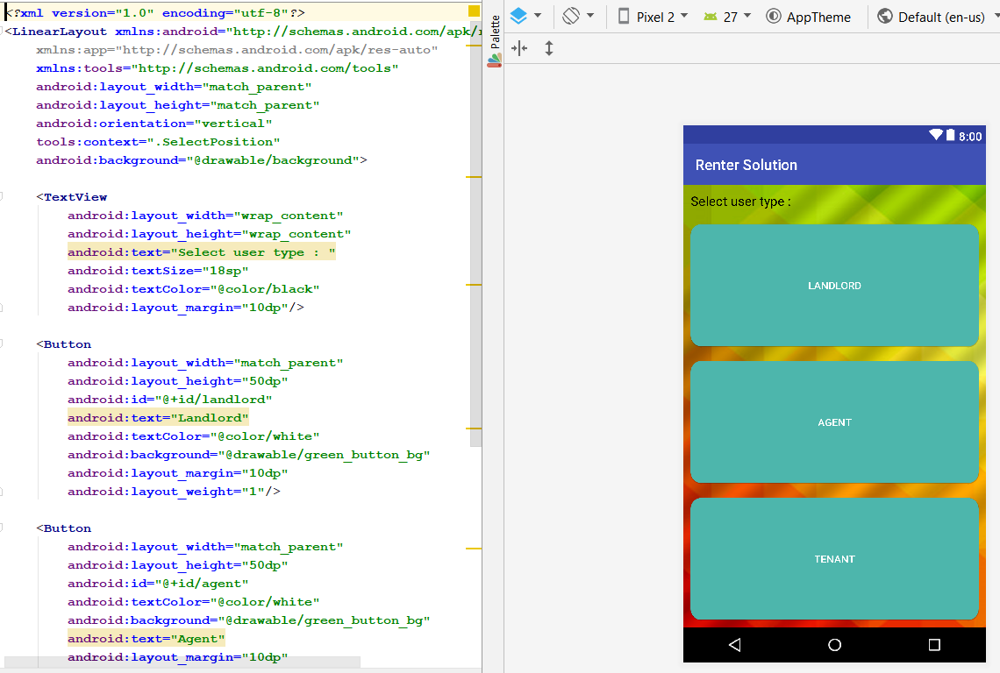 <?xml version="1.0" encoding="utf-8"?>
<LinearLayout xmlns:android="http://schemas.android.com/apk/r
xmlns:app="http://schemas.android.com/apk/res-auto"
xmlns:tools="http://schemas.android.com/tools"
android:layout_width="match_parent"
android:layout_height="match_parent"
android:orientation="vertical"
tools:context=".SelectPosition"
android:background="@drawable/background">
<TextView
android:layout_width="wrap_content"
android:layout_height="wrap_content"
android:text="Select user type : "
android:textSize="18sp"
android:textColor="@color/black"
android:layout_margin="10dp"/>
<Button
android:layout_width="match_parent"
android:layout_height="50dp"
android:id="@+id/landlord"
android:text="Landlord"
android:textColor="@color/white"
android:background="@drawable/green_button_bg"
android:layout_margin="10dp"
android:layout_weight="1"/>
<Button
android:layout_width="match_parent"
android:layout_height="50dp"
android:id="@+id/agent"
android:textColor="@color/white"
android:background="@drawable/green_button_bg"
android:text="Agent"
android:layout_margin="10dp"
Palette
Pixel 2 27 AppTheme Default (en-us)
8:00
Renter Solution
Select user type :
LANDLORD
AGENT
TENANT